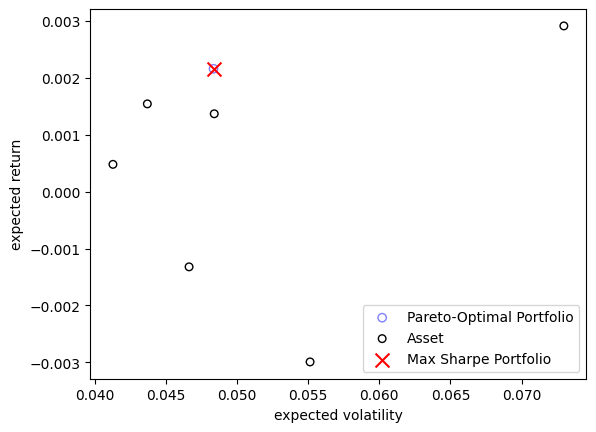 0.003
0.002
0.001
0.000
−0.001
−0.002
−0.003
expected return
Pareto-Optimal Portfolio
Asset
Max Sharpe Portfolio
0.040 0.045 0.050 0.055 0.060 0.065 0.070
expected volatility